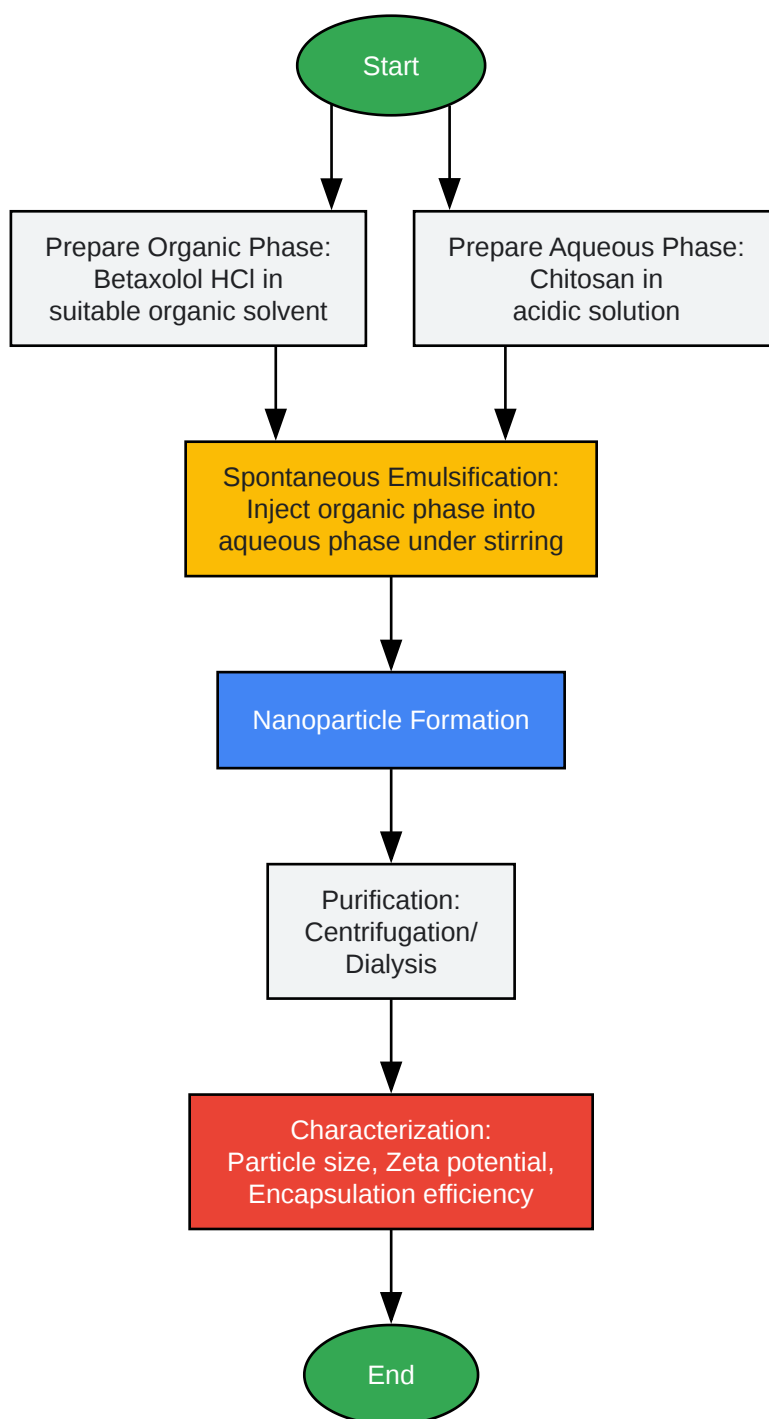 Start
Prepare Organic Phase:
Betaxolol HCl in
suitable organic solvent
Prepare Aqueous Phase:
Chitosan in
acidic solution
Spontaneous Emulsification:
Inject organic phase into
aqueous phase under stirring
Nanoparticle Formation
Purification:
Centrifugation/
Dialysis
Characterization:
Particle size, Zeta potential,
Encapsulation efficiency
End